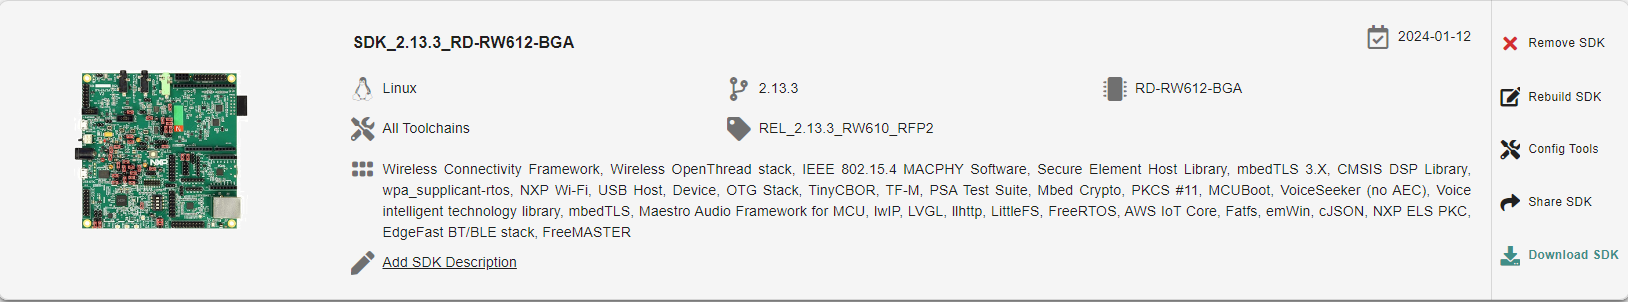 SDK_2.13.3_RD-RW612-BGA
2024-01-12
Linux
2.13.3
RD-RW612-BGA
All Toolchains
REL_2.13.3_RW610_RFP2
Wireless Connectivity Framework, Wireless OpenThread stack, IEEE 802.15.4 MACPHY Software, Secure Element Host Library, mbedTLS 3.X, CMSIS DSP Library,
wpa_supplicant-rtos, NXP Wi-Fi, USB Host, Device, OTG Stack, TinyCBOR, TF-M, PSA Test Suite, Mbed Crypto, PKCS #11, MCUBoot, VoiceSeeker (no AEC), Voice
intelligent technology library, mbedTLS, Maestro Audio Framework for MCU, lwIP, LVGL, llhttp, LittleFS, FreeRTOS, AWS IoT Core, Fatfs, emWin, cJSON, NXP ELS PKC,
EdgeFast BT/BLE stack, FreeMASTER
Add SDK Description
Remove SDK
Rebuild SDK
Config Tools
Share SDK
Download SDK
NXP